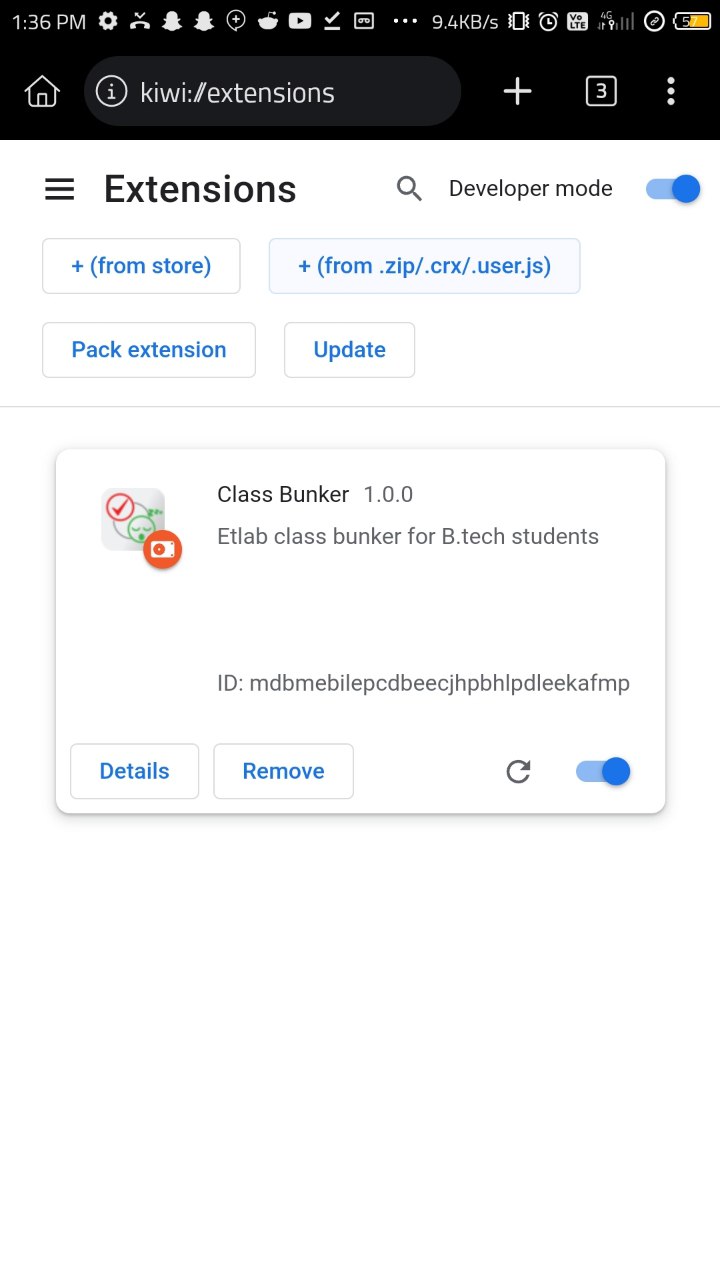 1:36 PM ... 9.4KB/s Vo LTE 4G 57
kiwi://extensions 3
Extensions Developer mode
+ (from store) + (from .zip/.crx/.user.js)
Pack extension Update
Class Bunker 1.0.0
Etlab class bunker for B.tech students
ID: mdbmebilepcdbeecjhpbhlpdleekafmp
Details Remove